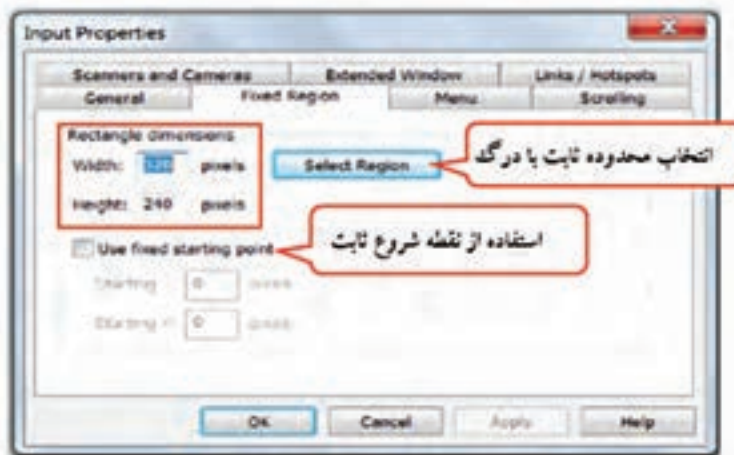 Input Properties
Scanners and Cameras Extended Window Links / Hotspots
General Fixed Region Menu Scrolling
Rectangle dimensions
Width: pixels Select Region
انتخاب محدوده ثابت با درگ
Height: 240 pixels
Use fixed starting point
استفاده از نقطه شروع ثابت
Starting 0 pixels
Starting 0 pixels
OK Cancel Apply Help